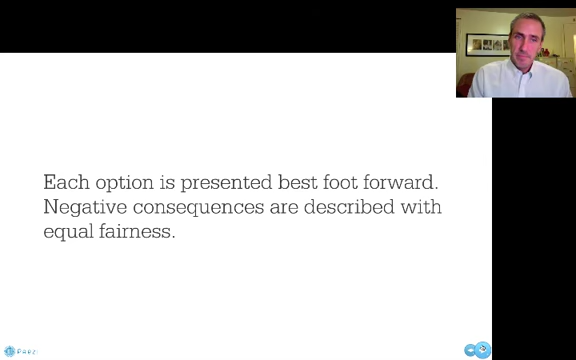 Each option is presented best foot forward.
Negative consequences are described with
equal fairness.